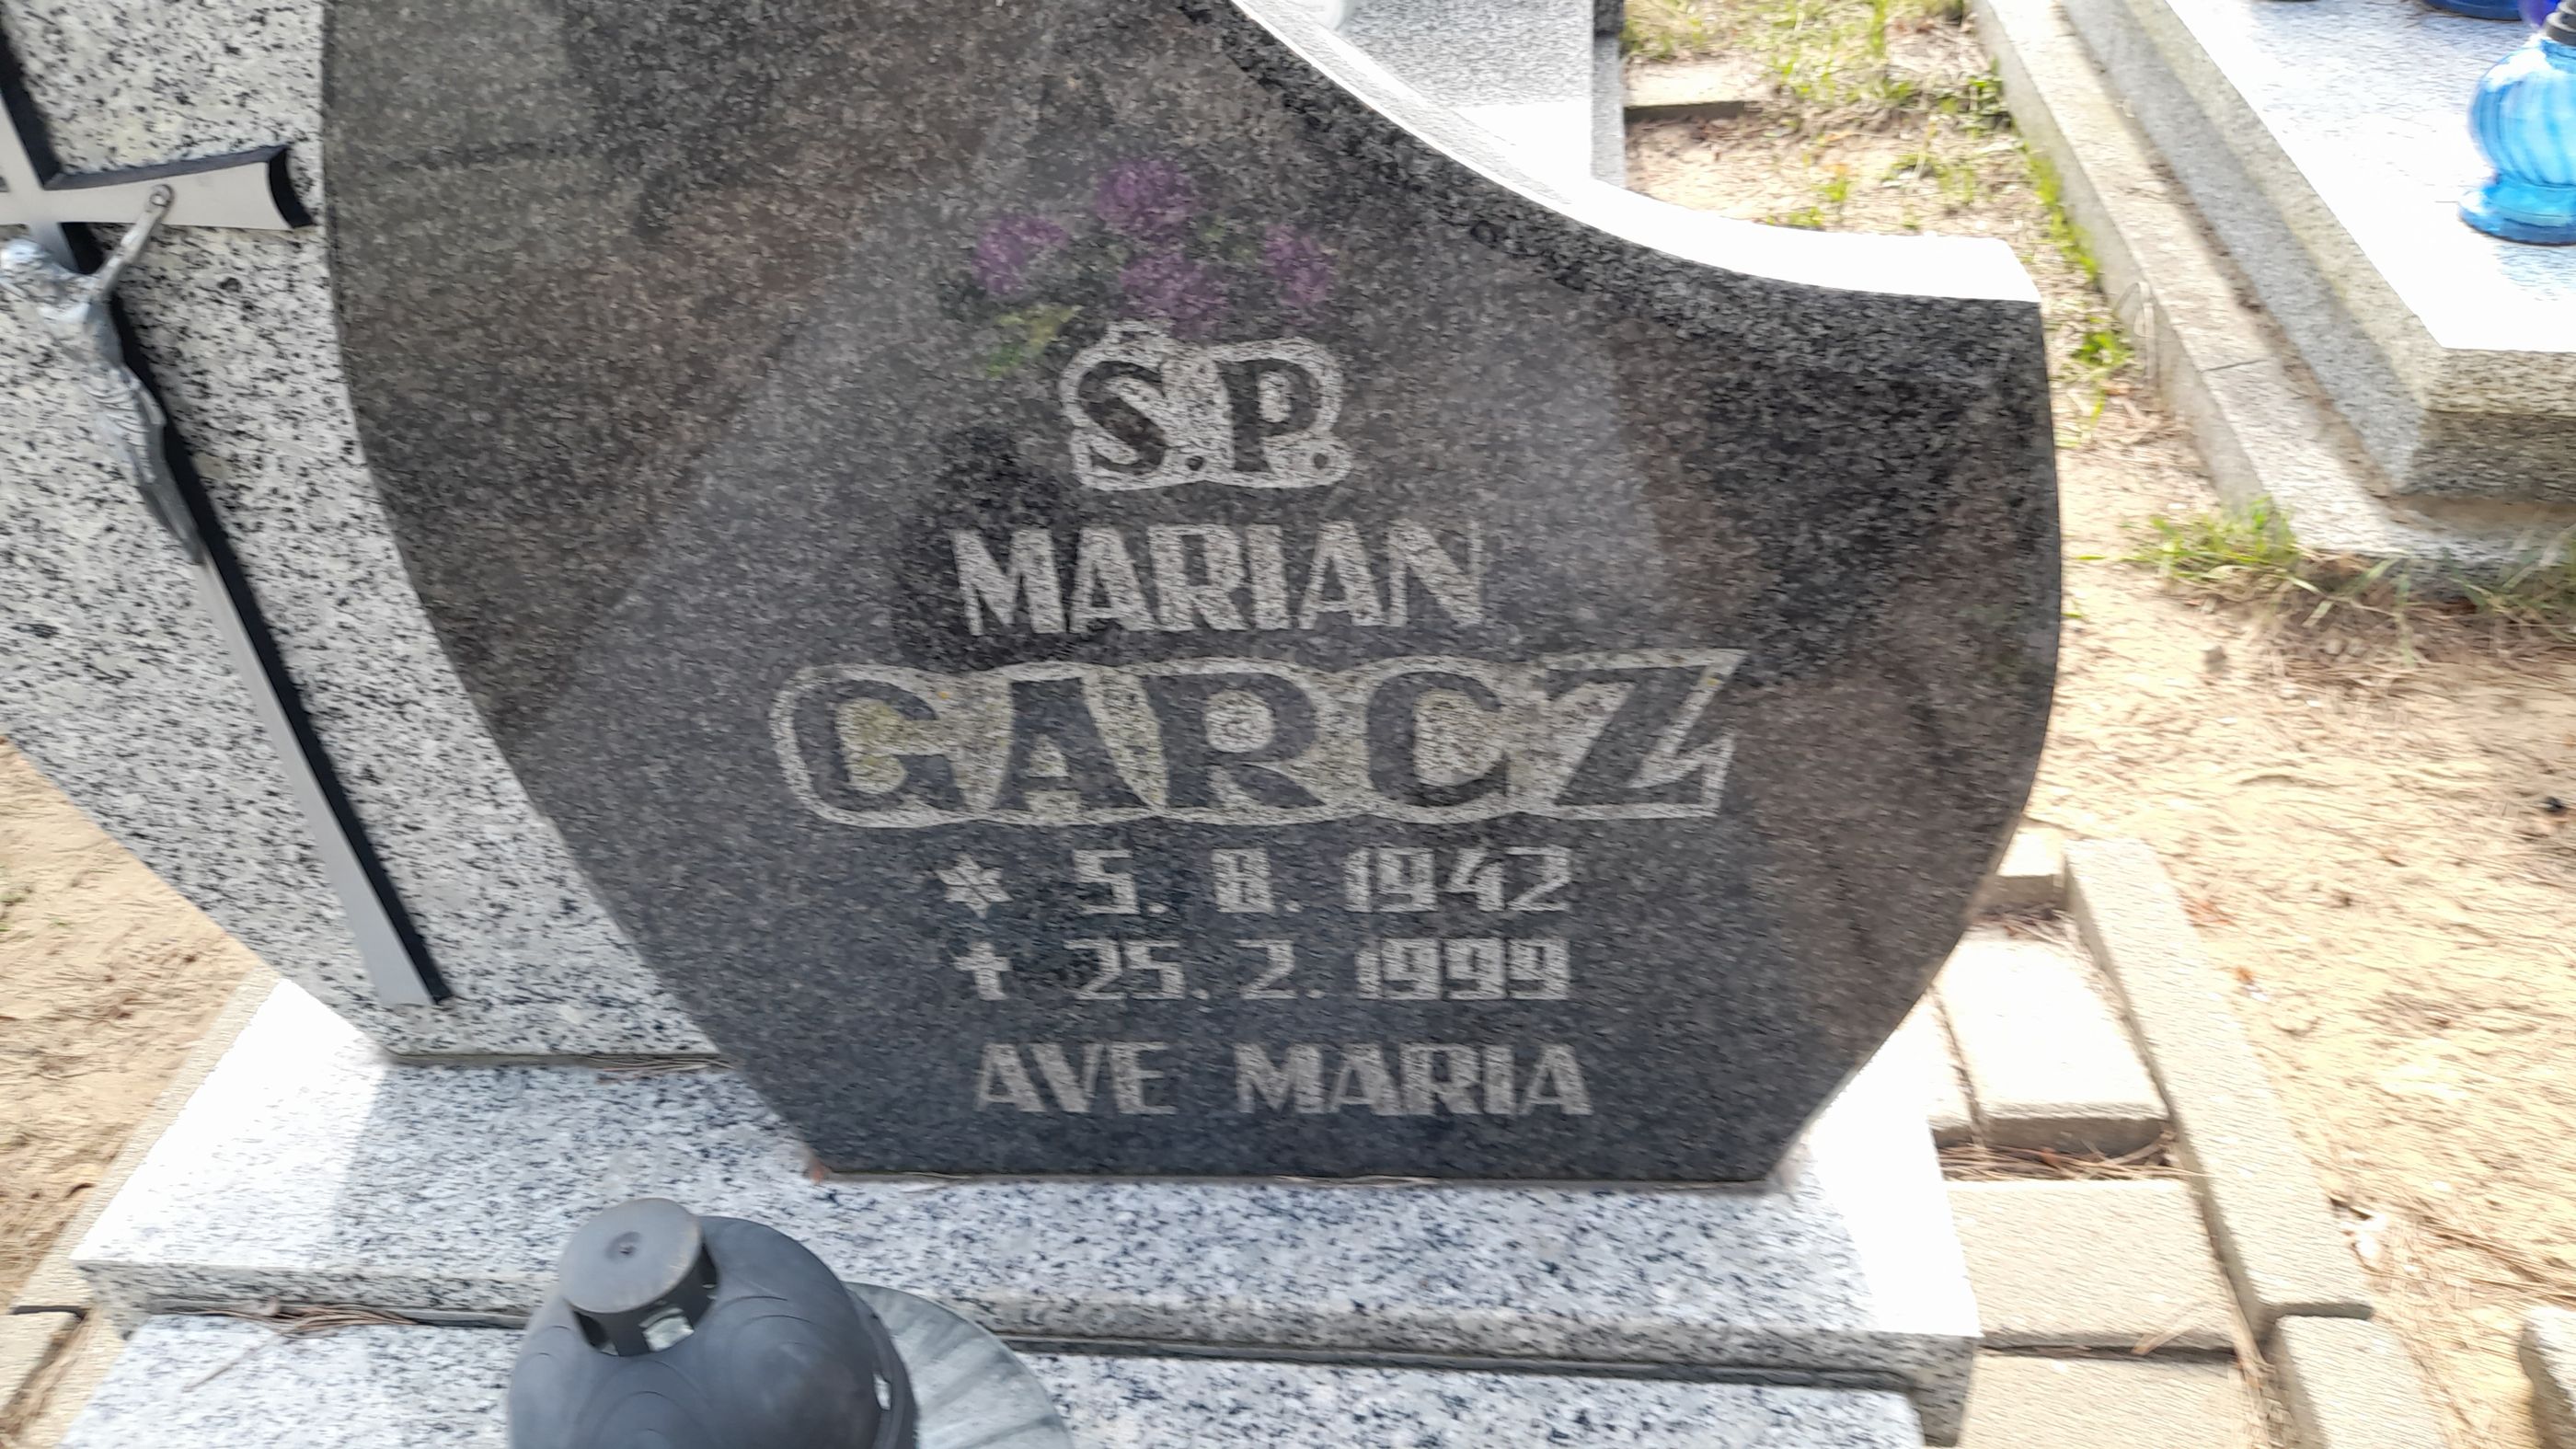 Ś.P.
MARIAN
GARCZ
* 5. 8. 1942
† 25. 2. 1999
AVE MARIA